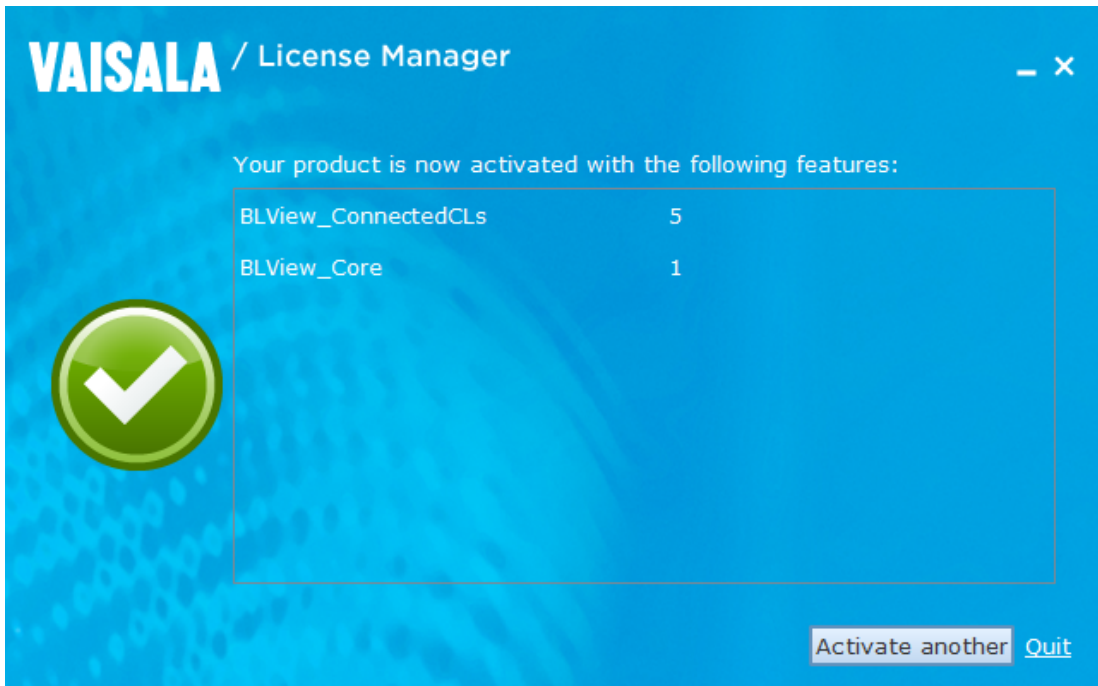 VAISALA / License Manager
Your product is now activated with the following features:
BLView_ConnectedCLs 5
BLView_Core 1
Activate another Quit